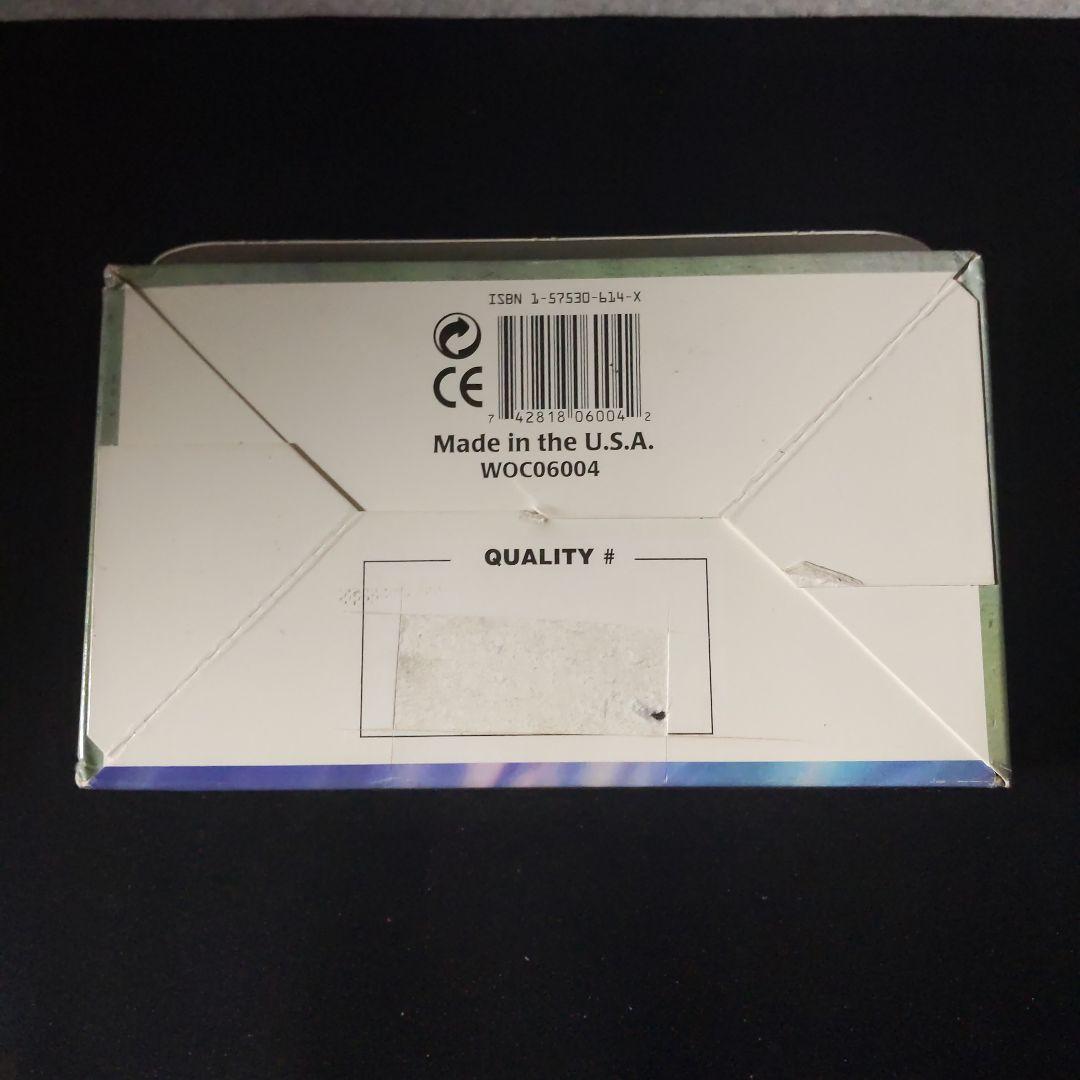 ISBN 1-57530-614-X
CE
7 42818 06004 2
Made in the U.S.A.
WOC06004
QUALITY #